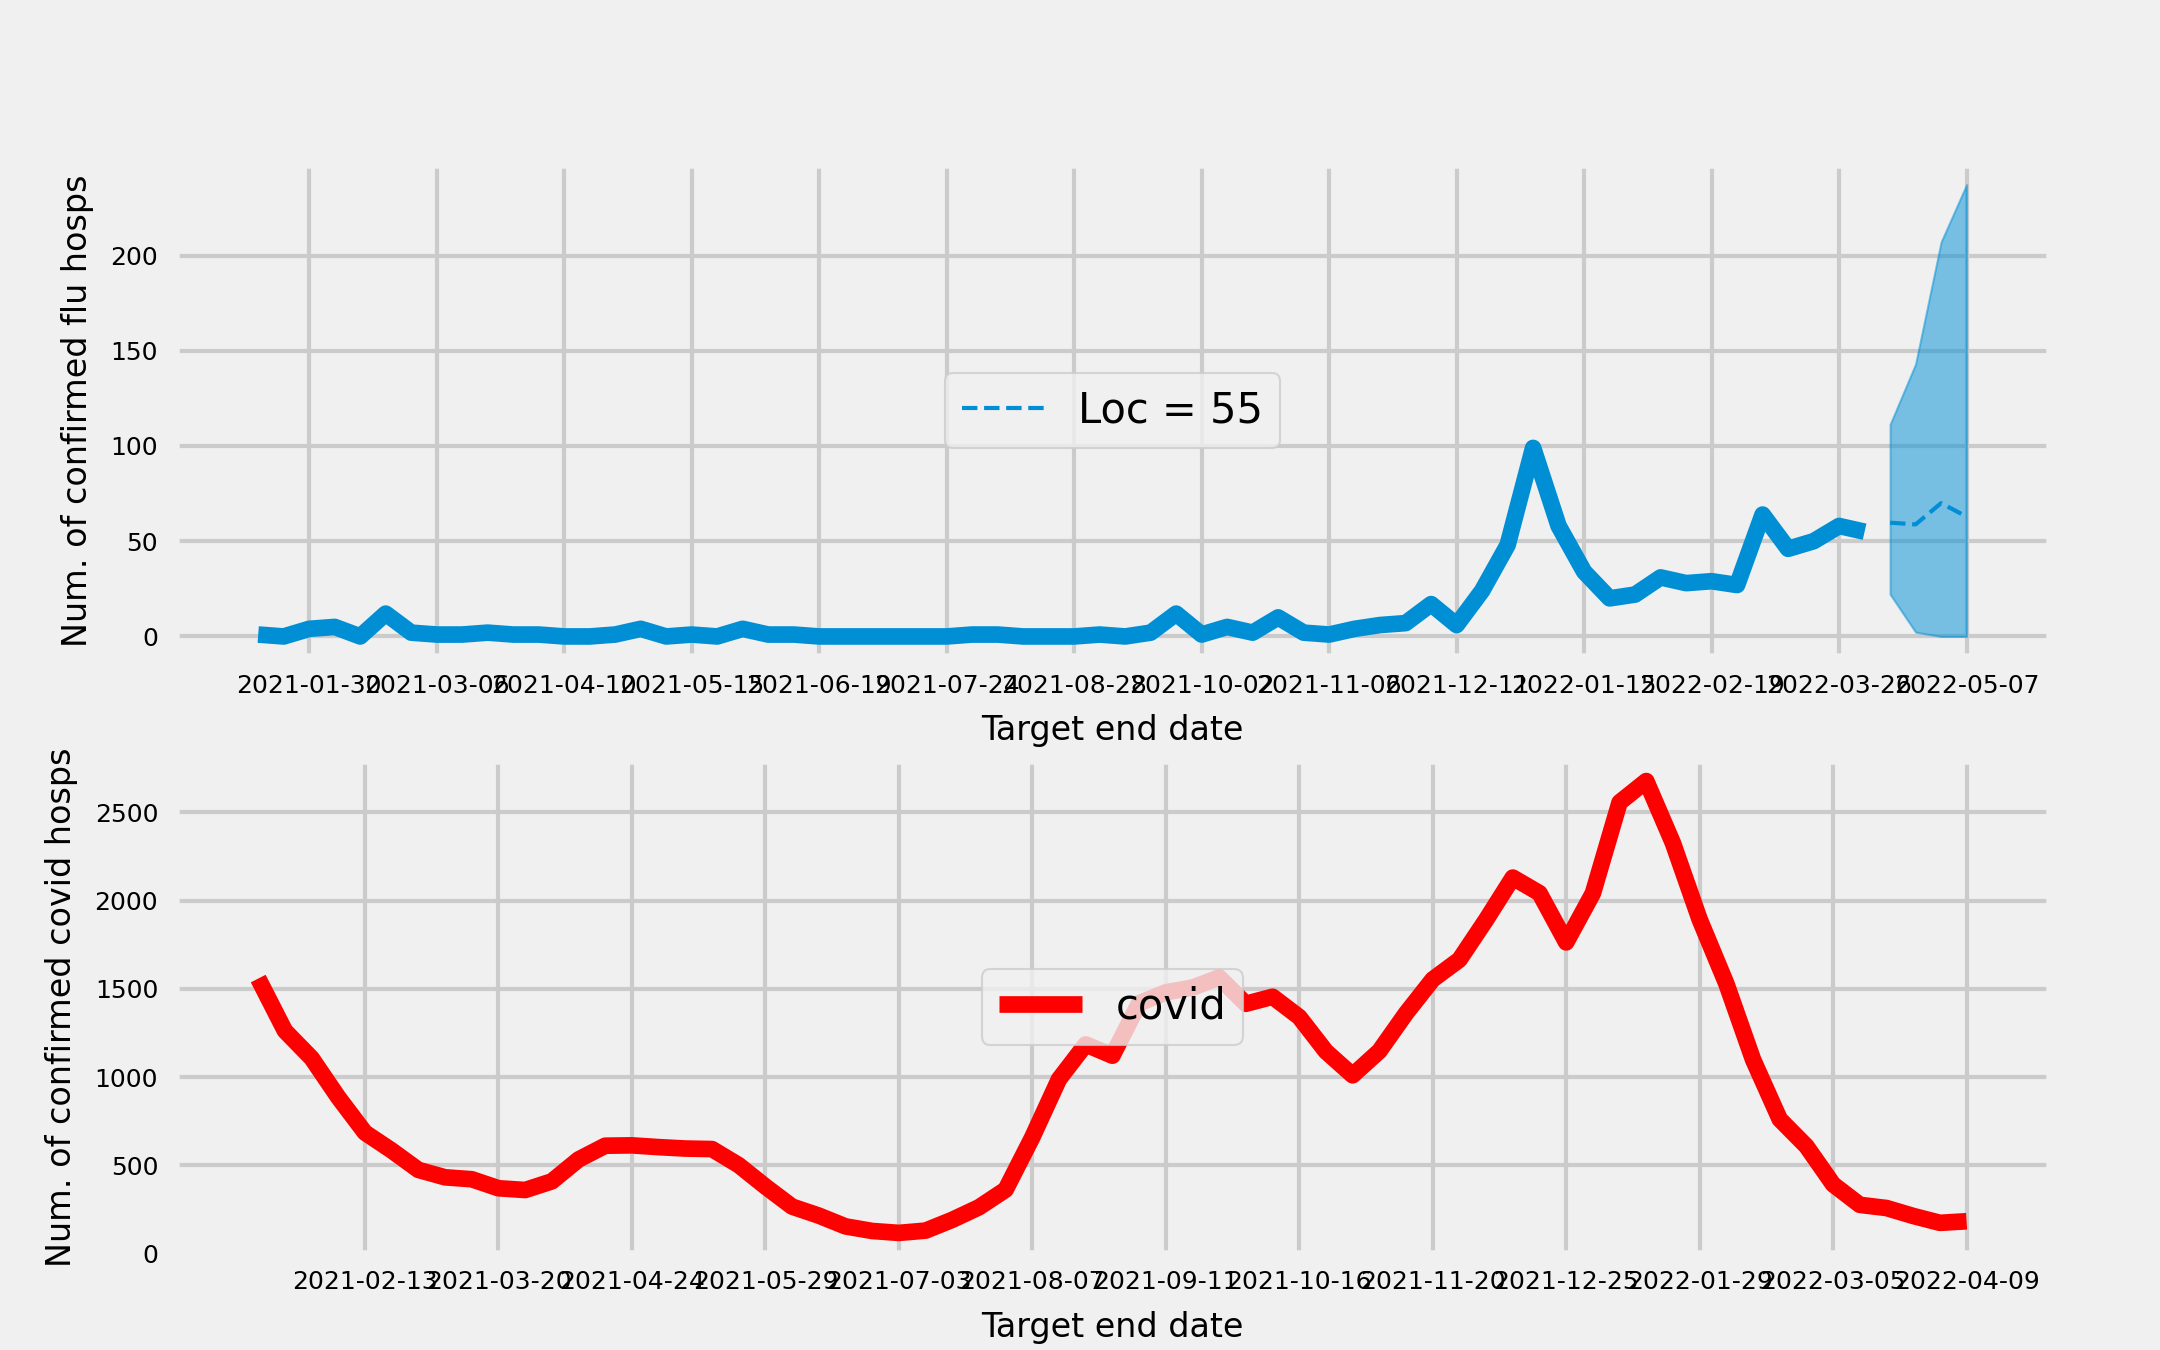 Num. of confirmed flu hosps
200
150
100
50
0
Loc = 55
2021-01-30 2021-03-06 2021-04-10 2021-05-15 2021-06-19 2021-07-24 2021-08-28 2021-10-02 2021-11-06 2021-12-11 2022-01-15 2022-02-19 2022-03-26 2022-05-07
Target end date
Num. of confirmed covid hosps
2500
2000
1500
1000
500
0
covid
2021-02-13 2021-03-20 2021-04-24 2021-05-29 2021-07-03 2021-08-07 2021-09-11 2021-10-16 2021-11-20 2021-12-25 2022-01-29 2022-03-05 2022-04-09
Target end date